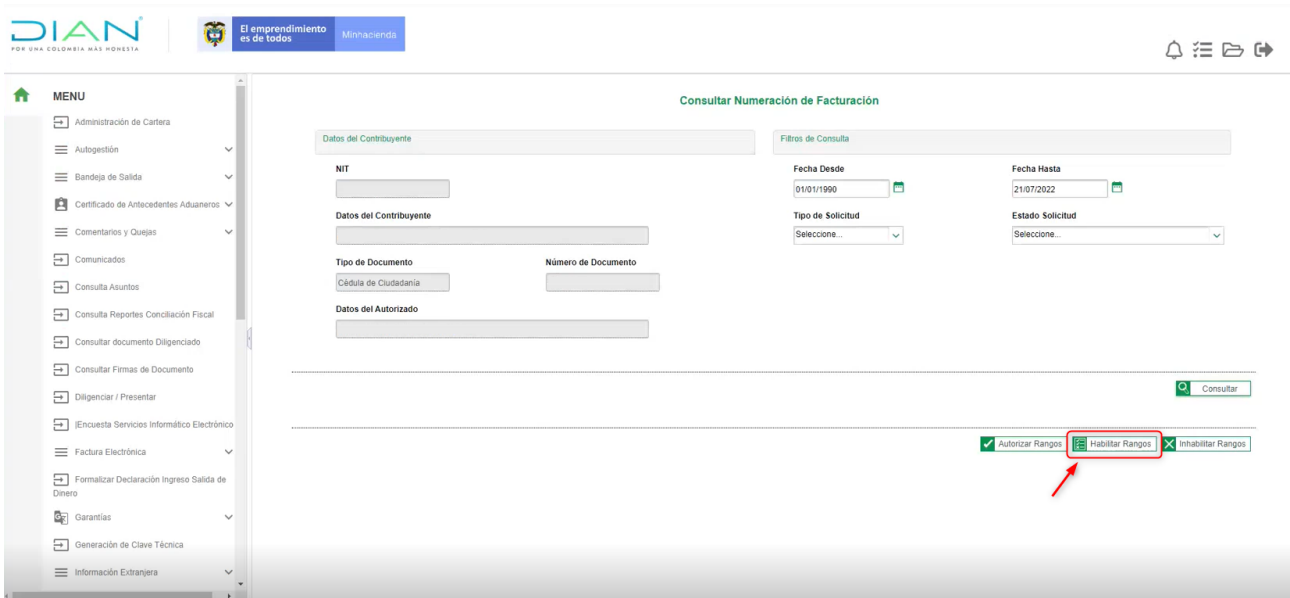 DIAN
POR UNA COLOMBIA MÁS HONESTA
El emprendimiento
es de todos
Minhacienda
MENU
Administración de Cartera
Autogestión
Bandeja de Salida
Certificado de Antecedentes Aduaneros
Comentarios y Quejas
Comunicados
Consulta Asuntos
Consulta Reportes Conciliación Fiscal
Consultar documento Diligenciado
Consultar Firmas de Documento
Diligenciar / Presentar
|Encuesta Servicios Informático Electrónico
Factura Electrónica
Formalizar Declaración Ingreso Salida de
Dinero
Garantías
Generación de Clave Técnica
Información Extranjera
Consultar Numeración de Facturación
Datos del Contribuyente
NIT
Datos del Contribuyente
Tipo de Documento Número de Documento
Cédula de Ciudadanía
Datos del Autorizado
Filtros de Consulta
Fecha Desde Fecha Hasta
01/01/1990 21/07/2022
Tipo de Solicitud Estado Solicitud
Seleccione... Seleccione...
Consultar
Autorizar Rangos Habilitar Rangos Inhabilitar Rangos